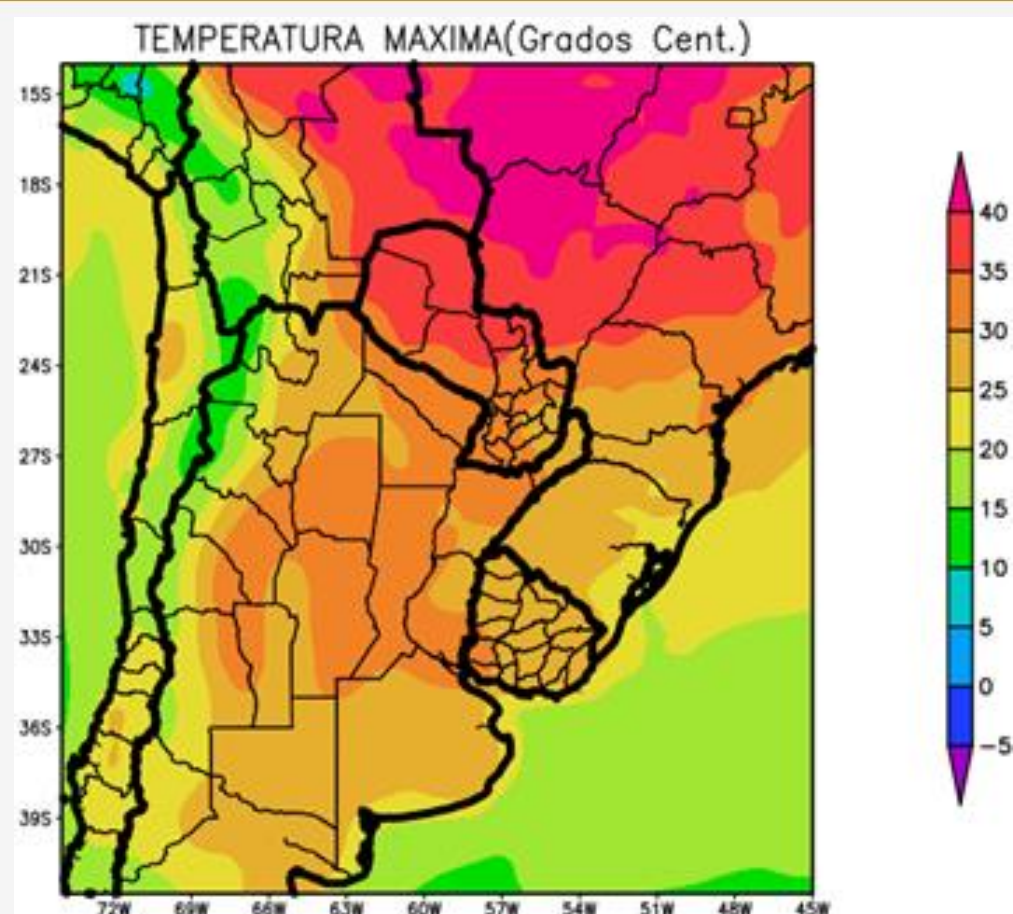 TEMPERATURA MAXIMA(Grados Cent.)
15S
18S
21S
24S
27S
30S
33S
36S
39S
72W 69W 66W 63W 60W 57W 54W 51W 48W 45W
40
35
30
25
20
15
10
5
0
-5